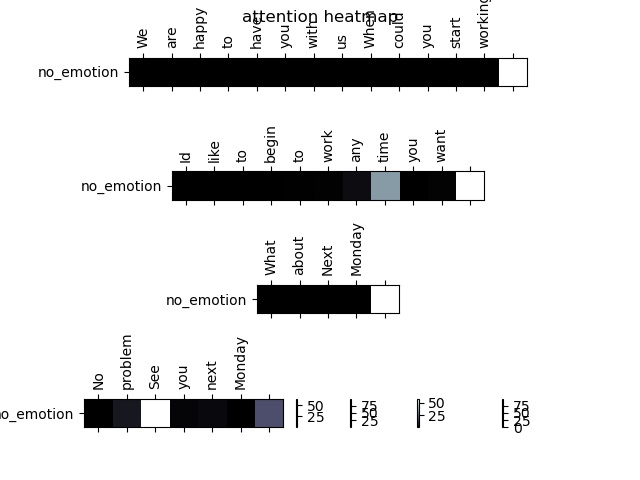 attention heatmap
We are happy to have you with us When could you start working
no_emotion
Id like to begin to work any time you want
no_emotion
What about Next Monday
no_emotion
No problem See you next Monday
no_emotion
50 75 50 75
25 50 25 50
25 25
0